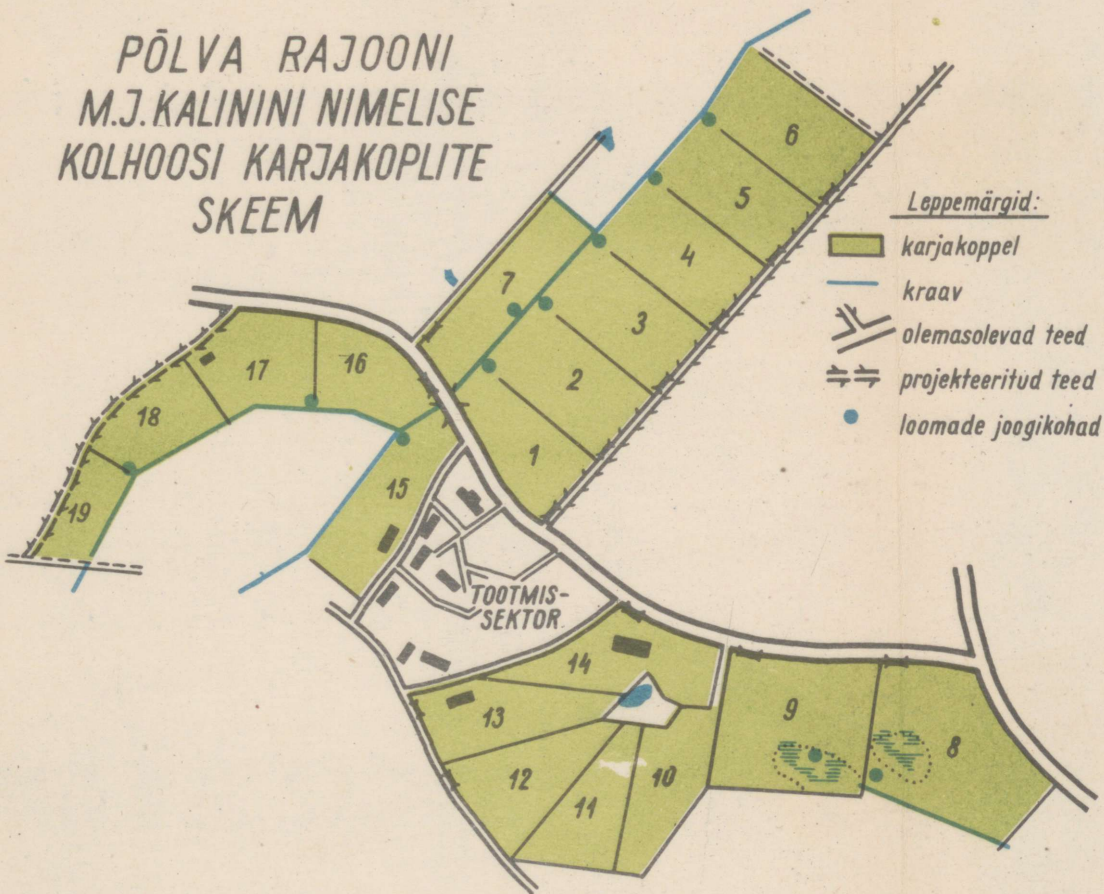 PÕLVA RAJOONI
M.J. KALININI NIMELISE
KOLHOOSI KARJAKOPLITE
SKEEM
Leppemärgid:
karjakoppel
kraav
olemasolevad teed
projekteeritud teed
loomade joogikohad
6
5
4
7
3
2
1
17
16
18
19
15
TOOTMIS-
SEKTOR
14
13
12
11
10
9
8